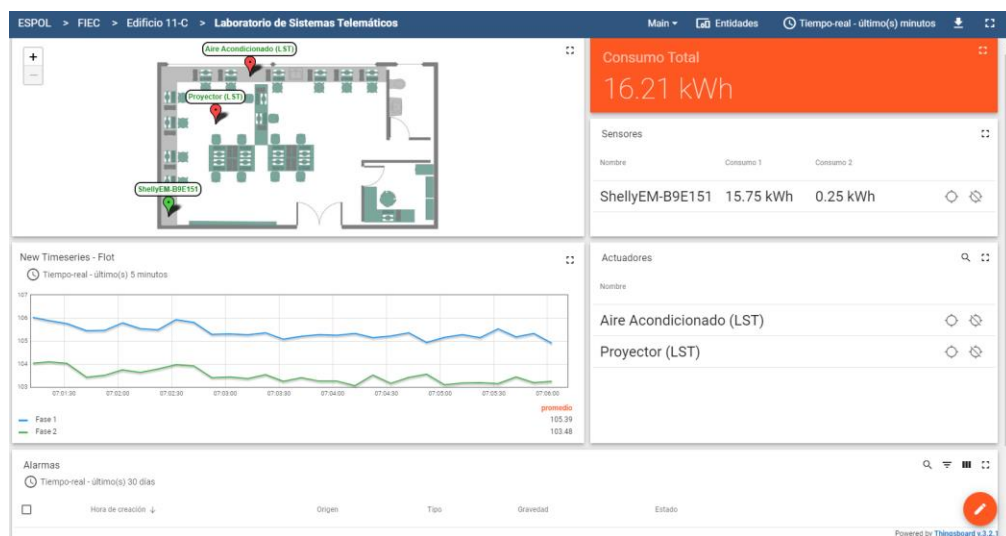 ESPOL > FIEC > Edificio 11-C > Laboratorio de Sistemas Telemáticos
Main
Entidades
Tiempo-real - último(s) minutos
+
−
Aire Acondicionado (LST)
Proyector (LST)
ShellyEM-B9E151
Consumo Total
16.21 kWh
Sensores
Nombre Consumo 1 Consumo 2
ShellyEM-B9E151 15.75 kWh 0.25 kWh
New Timeseries - Flot
Tiempo-real - último(s) 5 minutos
107
106
105
104
103
07:01:30 07:02:00 07:02:30 07:03:00 07:03:30 07:04:00 07:04:30 07:05:00 07:05:30 07:06:00
promedio
Fase 1 105.39
Fase 2 103.48
Actuadores
Nombre
Aire Acondicionado (LST)
Proyector (LST)
Alarmas
Tiempo-real - último(s) 30 días
Hora de creación ↓ Origen Tipo Gravedad Estado
Powered by Thingsboard v.3.2.1